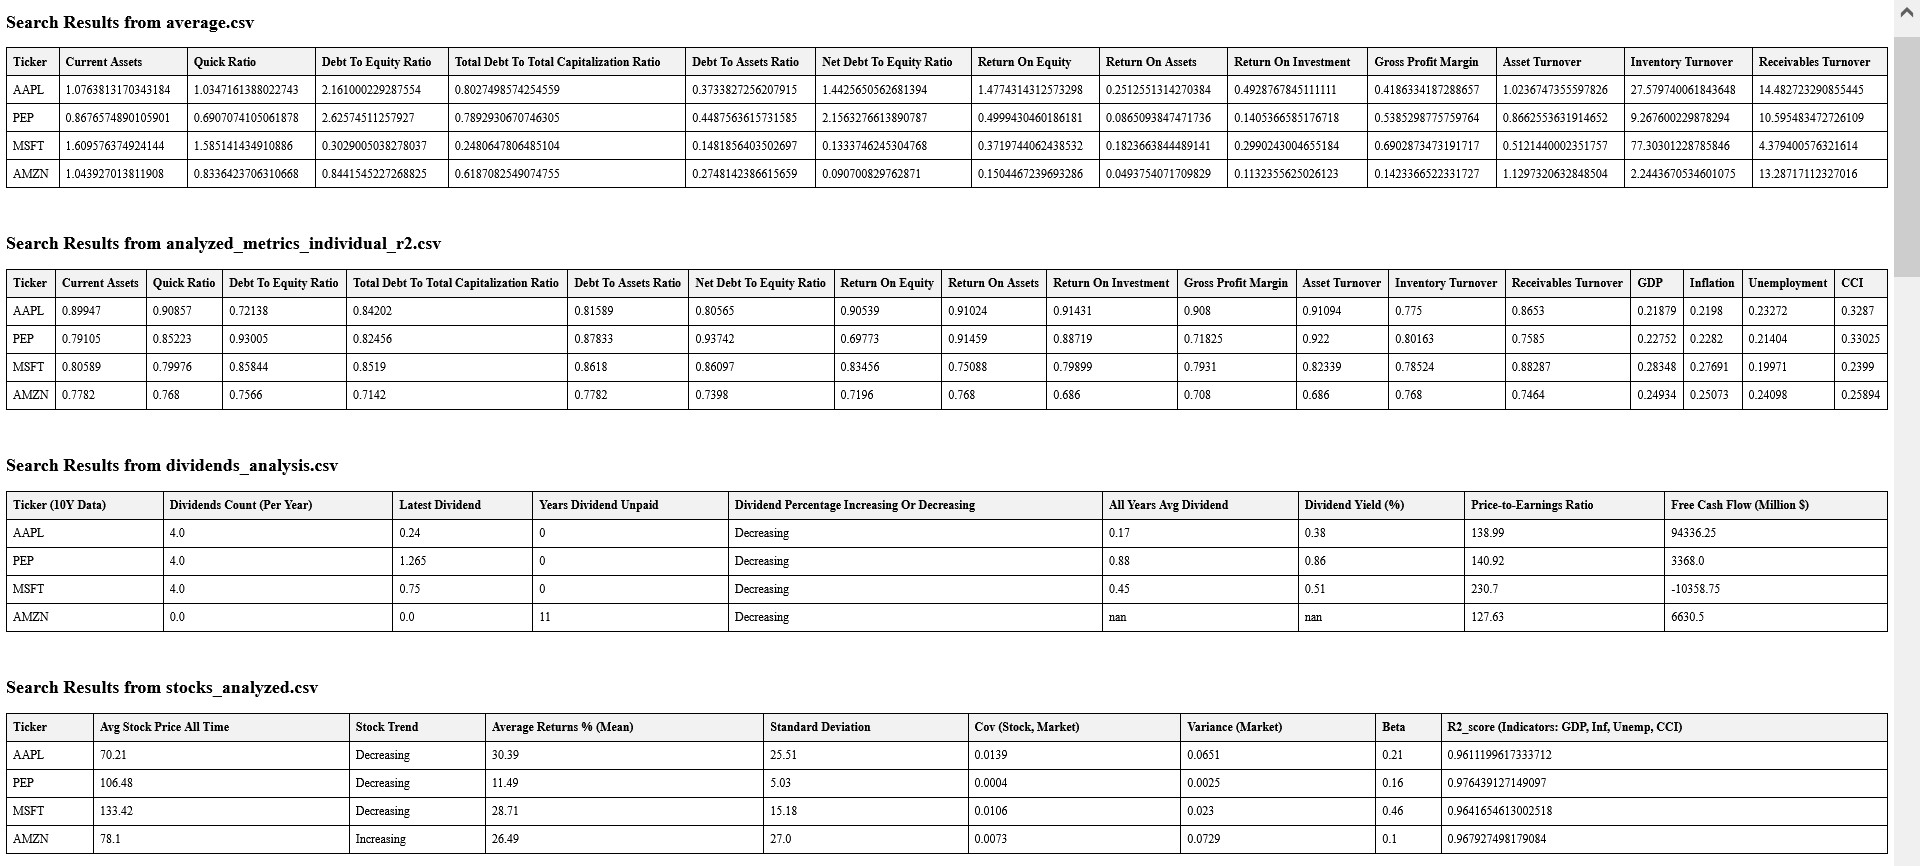 Search Results from average.csv
Ticker Current Assets Quick Ratio Debt To Equity Ratio Total Debt To Total Capitalization Ratio Debt To Assets Ratio Net Debt To Equity Ratio Return On Equity Return On Assets Return On Investment Gross Profit Margin Asset Turnover Inventory Turnover Receivables Turnover
AAPL 1.0763813170343184 1.0347161388022743 2.161000229287554 0.8027498574254559 0.3733827256207915 1.4425650562681394 1.4774314312573298 0.2512551314270384 0.4928767845111111 0.4186334187288657 1.0236747355597826 27.579740061843648 14.482723290855445
PEP 0.8676574890105901 0.6907074105061878 2.62574511257927 0.7892930670746305 0.4487563615731585 2.1563276613890787 0.4999430460186181 0.0865093847471736 0.1405366585176718 0.5385298775759764 0.8662553631914652 9.267600229878294 10.595483472726109
MSFT 1.609576374924144 1.585141434910886 0.3029005038278037 0.2480647806485104 0.1481856403502697 0.1333746245304768 0.3719744062438532 0.1823663844489141 0.2990243004655184 0.6902873473191717 0.5121440002351757 77.30301228785846 4.379400576321614
AMZN 1.043927013811908 0.8336423706310668 0.8441545227268825 0.6187082549074755 0.2748142386615659 0.090700829762871 0.1504467239693286 0.0493754071709829 0.1132355625026123 0.1423366522331727 1.1297320632848504 2.2443670534601075 13.28717112327016
Search Results from analyzed_metrics_individual_r2.csv
Ticker Current Assets Quick Ratio Debt To Equity Ratio Total Debt To Total Capitalization Ratio Debt To Assets Ratio Net Debt To Equity Ratio Return On Equity Return On Assets Return On Investment Gross Profit Margin Asset Turnover Inventory Turnover Receivables Turnover GDP Inflation Unemployment CCI
AAPL 0.89947 0.90857 0.72138 0.84202 0.81589 0.80565 0.90539 0.91024 0.91431 0.908 0.91094 0.775 0.8653 0.21879 0.2198 0.23272 0.3287
PEP 0.79105 0.85223 0.93005 0.82456 0.87833 0.93742 0.69773 0.91459 0.88719 0.71825 0.922 0.80163 0.7585 0.22752 0.2282 0.21404 0.33025
MSFT 0.80589 0.79976 0.85844 0.8519 0.8618 0.86097 0.83456 0.75088 0.79899 0.7931 0.82339 0.78524 0.88287 0.28348 0.27691 0.19971 0.2399
AMZN 0.7782 0.768 0.7566 0.7142 0.7782 0.7398 0.7196 0.768 0.686 0.708 0.686 0.768 0.7464 0.24934 0.25073 0.24098 0.25894
Search Results from dividends_analysis.csv
Ticker (10Y Data) Dividends Count (Per Year) Latest Dividend Years Dividend Unpaid Dividend Percentage Increasing Or Decreasing All Years Avg Dividend Dividend Yield (%) Price-to-Earnings Ratio Free Cash Flow (Million $)
AAPL 4.0 0.24 0 Decreasing 0.17 0.38 138.99 94336.25
PEP 4.0 1.265 0 Decreasing 0.88 0.86 140.92 3368.0
MSFT 4.0 0.75 0 Decreasing 0.45 0.51 230.7 -10358.75
AMZN 0.0 0.0 11 Decreasing nan nan 127.63 6630.5
Search Results from stocks_analyzed.csv
Ticker Avg Stock Price All Time Stock Trend Average Returns % (Mean) Standard Deviation Cov (Stock, Market) Variance (Market) Beta R2_score (Indicators: GDP, Inf, Unemp, CCI)
AAPL 70.21 Decreasing 30.39 25.51 0.0139 0.0651 0.21 0.9611199617333712
PEP 106.48 Decreasing 11.49 5.03 0.0004 0.0025 0.16 0.976439127149097
MSFT 133.42 Decreasing 28.71 15.18 0.0106 0.023 0.46 0.9641654613002518
AMZN 78.1 Increasing 26.49 27.0 0.0073 0.0729 0.1 0.967927498179084